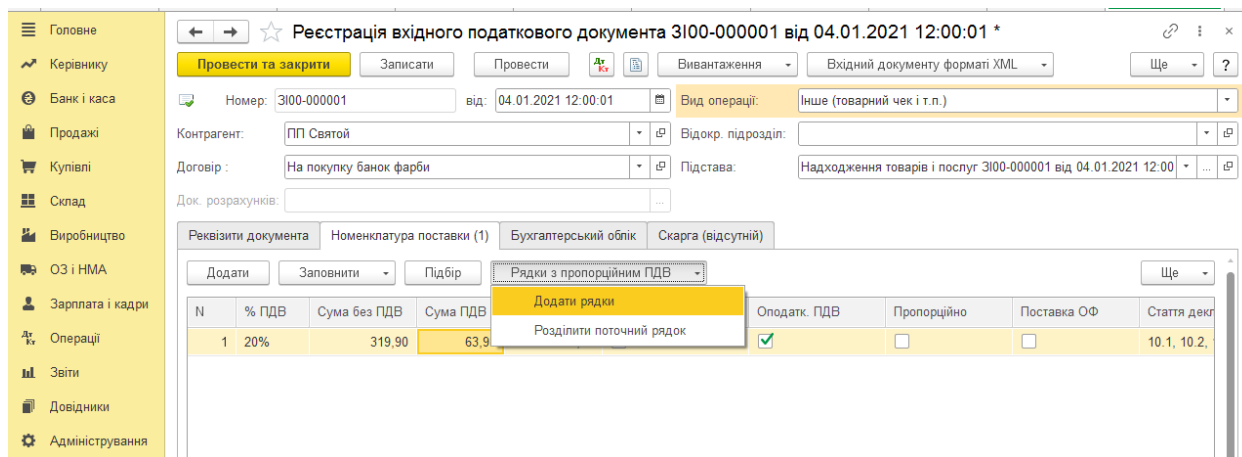 Головне
Реєстрація вхідного податкового документа ЗІ00-000001 від 04.01.2021 12:00:01 *
Керівнику
Провести та закрити Записати Провести Вивантаження Вхідний документу форматі XML Ще ?
Банк і каса
Номер: ЗІ00-000001 від: 04.01.2021 12:00:01 Вид операції: Інше (товарний чек і т.п.)
Продажі
Контрагент: ПП Святой Відокр. підрозділ:
Купівлі
Договір : На покупку банок фарби Підстава: Надходження товарів і послуг ЗІ00-000001 від 04.01.2021 12:00 ...
Склад
Док. розрахунків: ...
Виробництво
Реквізити документа Номенклатура поставки (1) Бухгалтерський облік Скарга (відсутній)
ОЗ і НМА
Додати Заповнити Підбір Рядки з пропорційним ПДВ Ще
Зарплата і кадри
Додати рядки
N % ПДВ Сума без ПДВ Сума ПДВ Оподатк. ПДВ Пропорційно Поставка ОФ Стаття декл
Розділити поточний рядок
Операції
1 20% 319,90 63,9 10.1, 10.2,
Звіти
Довідники
Адміністрування